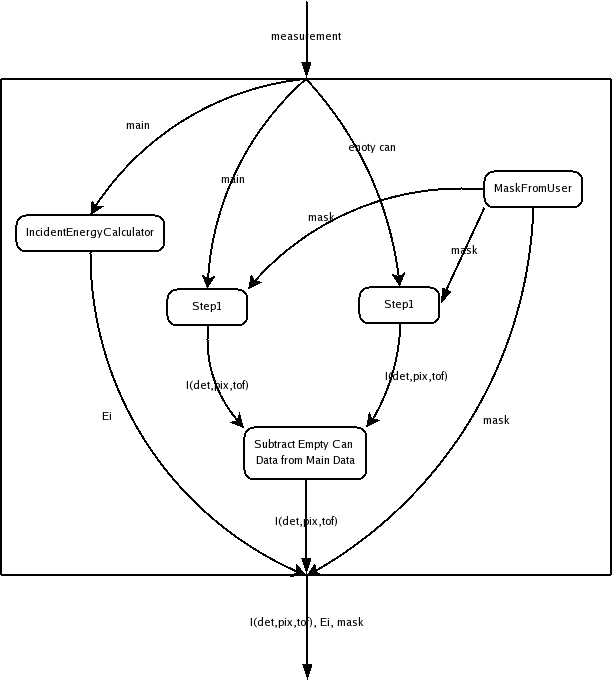 measurement
main
enoty can
main
MaskFromUser
mask
IncidentEnergyCalculator
mask
Step1
Step1
I(det,pix,tof)
I(det,pix,tof)
Ei
mask
Subtract Empty Can
Data from Main Data
I(det,pix,tof)
I(det,pix,tof), Ei, mask